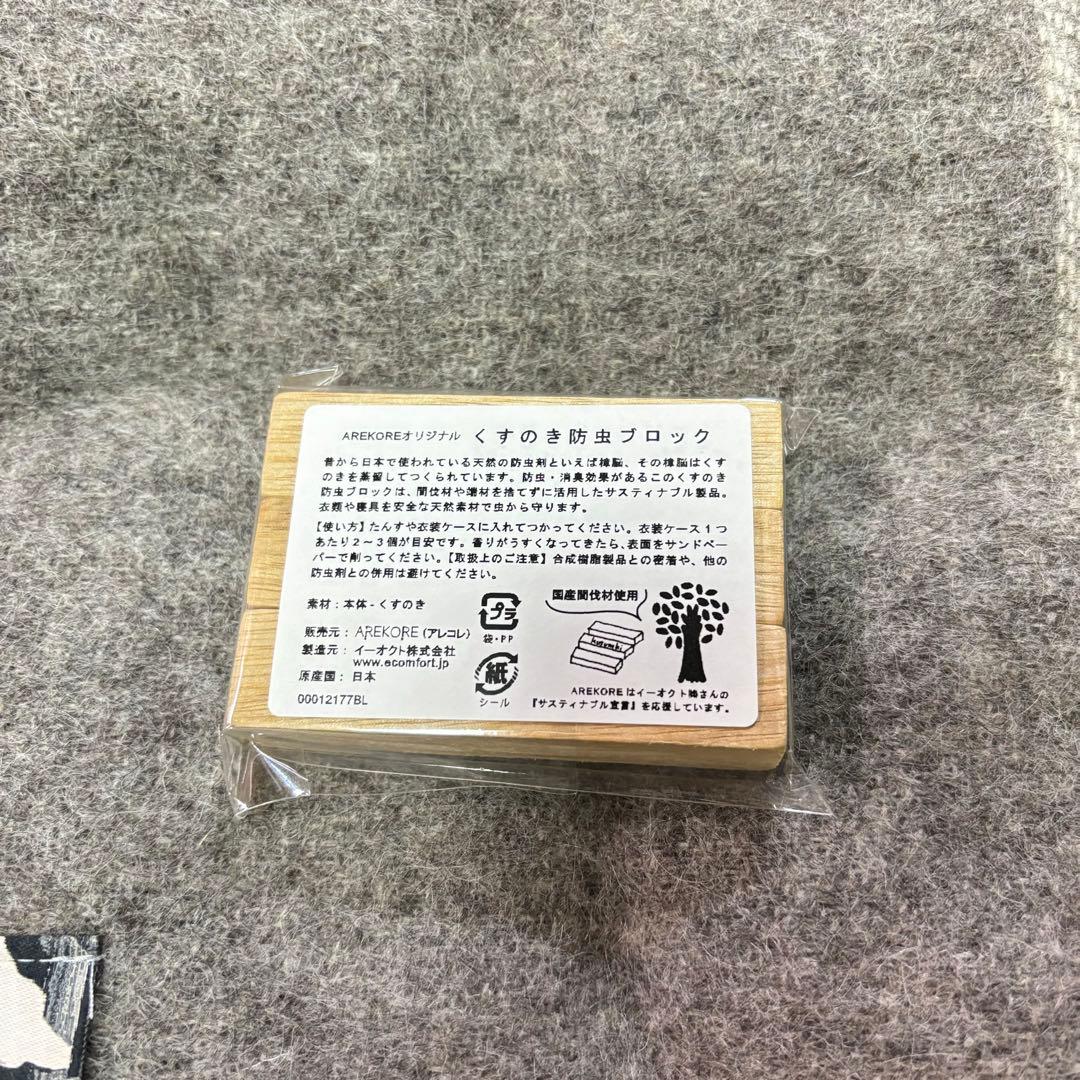 AREKOREオリジナル くすのき防虫ブロック
昔から日本で使われている天然の防虫剤といえば樟脳、その樟脳はくす
のきを蒸留してつくられています。防虫・消臭効果があるこのくすのき
防虫ブロックは、間伐材や端材を捨てずに活用したサスティナブル製品。
衣類や寝具を安全な天然素材で虫から守ります。
【使い方】たんすや衣装ケースに入れてつかってください。衣装ケース1つ
あたり2~3個が目安です。香りがうすくなってきたら、表面をサンドペー
パーで削ってください。【取扱上のご注意】合成樹脂製品との密着や、他の
防虫剤との併用は避けてください。
素材：本体-くすのき
販売元：AREKORE（アレコレ）
製造元：イーオクト株式会社
www.ecomfort.jp
原産国：日本
00012177BL
プラ
袋・PP
紙
シール
国産間伐材使用
kusunoki
AREKOREはイーオクト㈱さんの
『サスティナブル宣言』を応援しています。